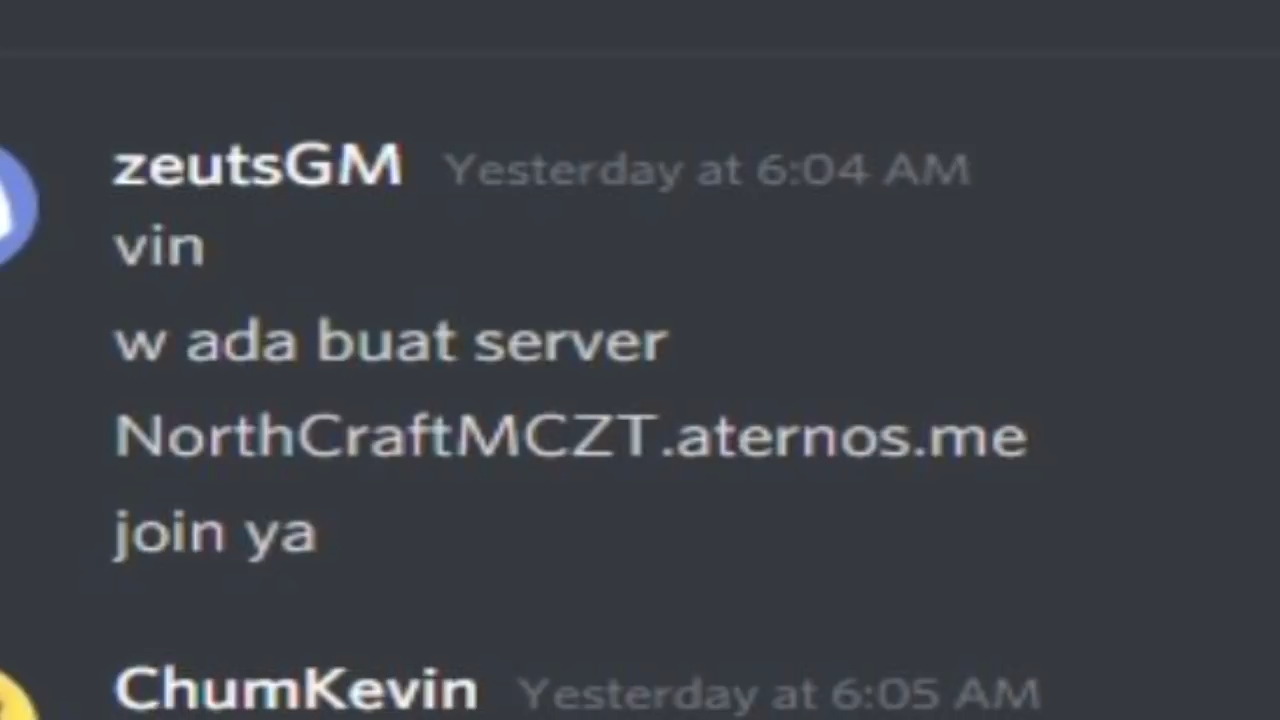 zeutsGM Yesterday at 6:04 AM
vin
w ada buat server
NorthCraftMCZT.aternos.me
join ya
ChumKevin Yesterday at 6:05 AM